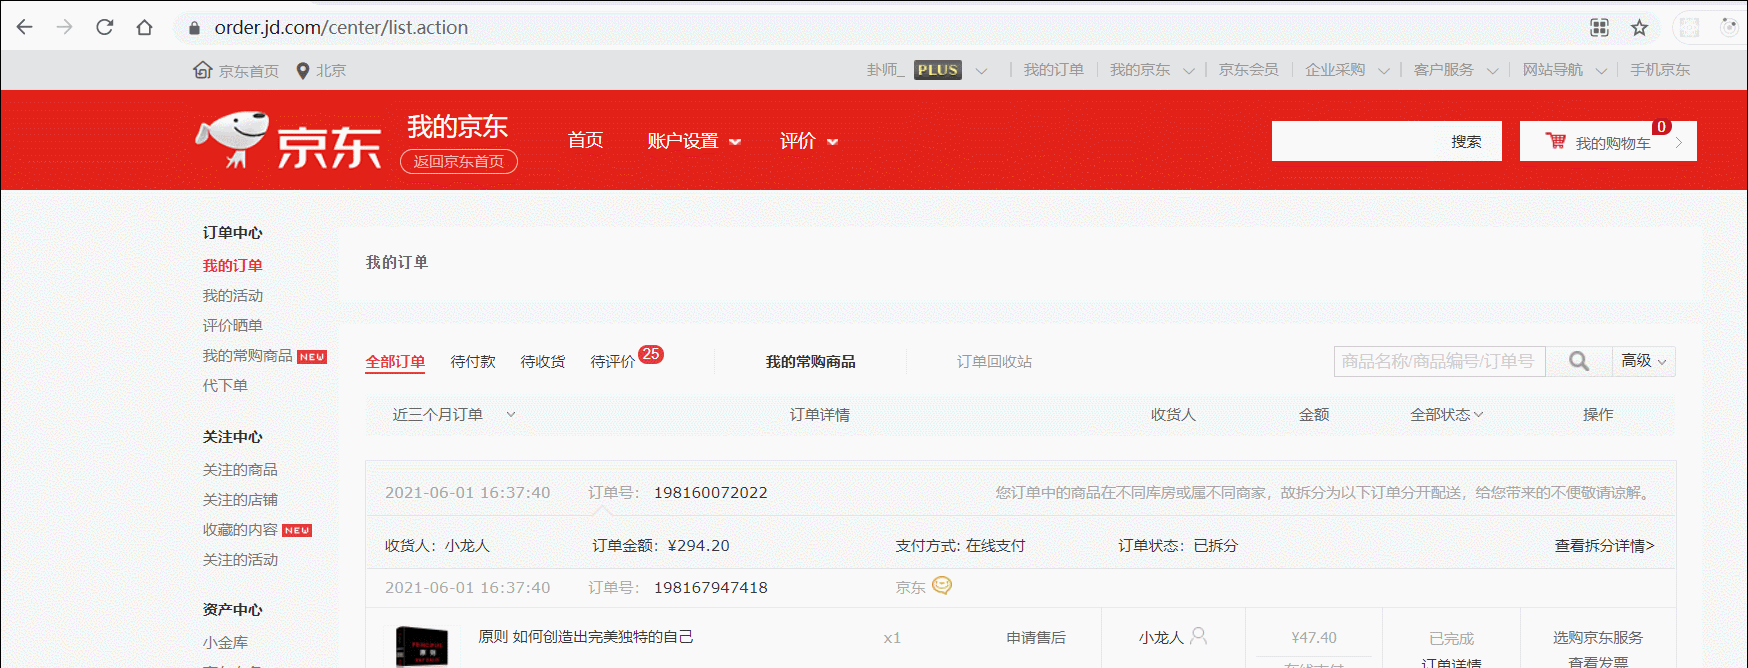 order.jd.com/center/list.action
京东首页 北京 卦师_ PLUS 我的订单 我的京东 京东会员 企业采购 客户服务 网站导航 手机京东
京东 我的京东 首页 账户设置 评价 搜索 我的购物车 0
返回京东首页
订单中心
我的订单
我的活动
评价晒单
我的常购商品 NEW
代下单
关注中心
关注的商品
关注的店铺
收藏的内容 NEW
关注的活动
资产中心
小金库
我的订单
全部订单 待付款 待收货 待评价 25 我的常购商品 订单回收站 商品名称/商品编号/订单号 高级
近三个月订单 订单详情 收货人 金额 全部状态 操作
2021-06-01 16:37:40 订单号: 198160072022 您订单中的商品在不同库房或属不同商家，故拆分为以下订单分开配送，给您带来的不便敬请谅解。
收货人: 小龙人 订单金额: ¥294.20 支付方式: 在线支付 订单状态: 已拆分 查看拆分详情>
2021-06-01 16:37:40 订单号: 198167947418 京东
原则 如何创造出完美独特的自己 x1 申请售后 小龙人 ¥47.40 已完成 选购京东服务
在线支付 订单详情 查看发票